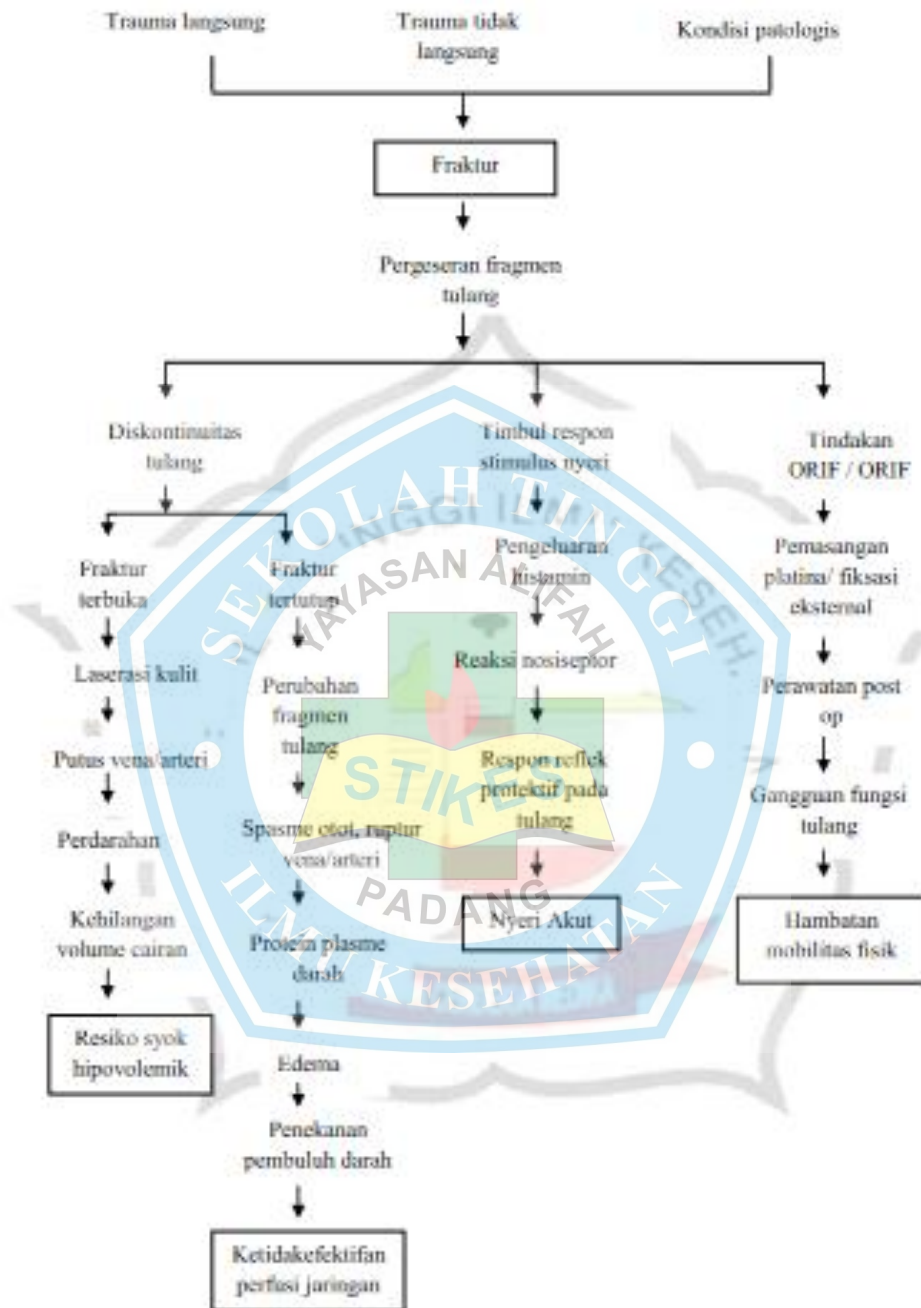 Trauma langsung
Trauma tidak
langsung
Kondisi patologis
Fraktur
Pergeseran fragmen
tulang
Diskontinuitas
tulang
Timbul respon
stimulus nyeri
Tindakan
ORIF / ORIF
Fraktur
terbuka
Fraktur
tertutup
Pengeluaran
histamin
Pemasangan
platina/ fiksasi
eksternal
Laserasi kulit
Perubahan
fragmen
tulang
Reaksi nosiseptor
Perawatan post
op
Putus vena/arteri
Respon reflek
protektif pada
tulang
Gangguan fungsi
tulang
Perdarahan
Spasme otot, ruptur
vena/arteri
Nyeri Akut
Hambatan
mobilitas fisik
Kehilangan
volume cairan
Protein plasme
darah
Resiko syok
hipovolemik
Edema
Penekanan
pembuluh darah
Ketidakefektifan
perfusi jaringan
SEKOLAH TINGGI
ILMU KESEHATAN
YAYASAN ALIFAH
STIKES
PADANG